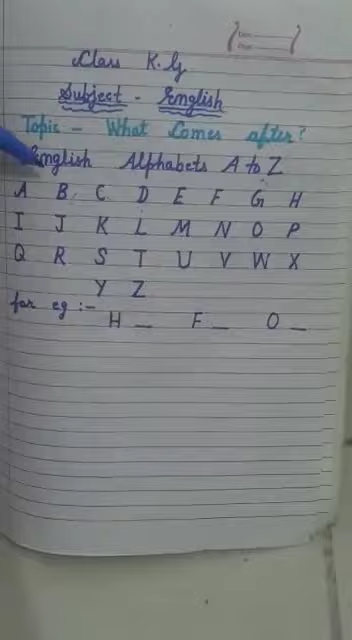 Class K.G
Subject - English
Topic - What Comes after?
English Alphabets A to Z
A B C D E F G H
I J K L M N O P
Q R S T U V W X
Y Z
for eg :-
H _ F _ O _